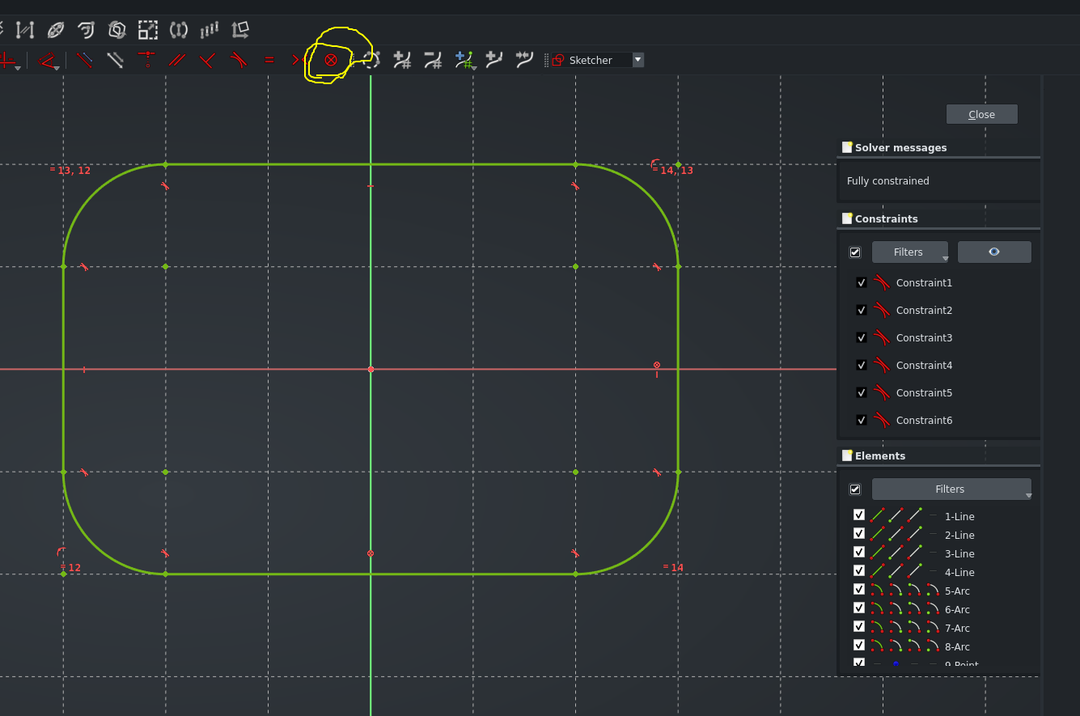 Sketcher
Close
Solver messages
Fully constrained
Constraints
Filters
Constraint1
Constraint2
Constraint3
Constraint4
Constraint5
Constraint6
Elements
Filters
1-Line
2-Line
3-Line
4-Line
5-Arc
6-Arc
7-Arc
8-Arc
9-Point
=13, 12
=14, 13
=12
=14